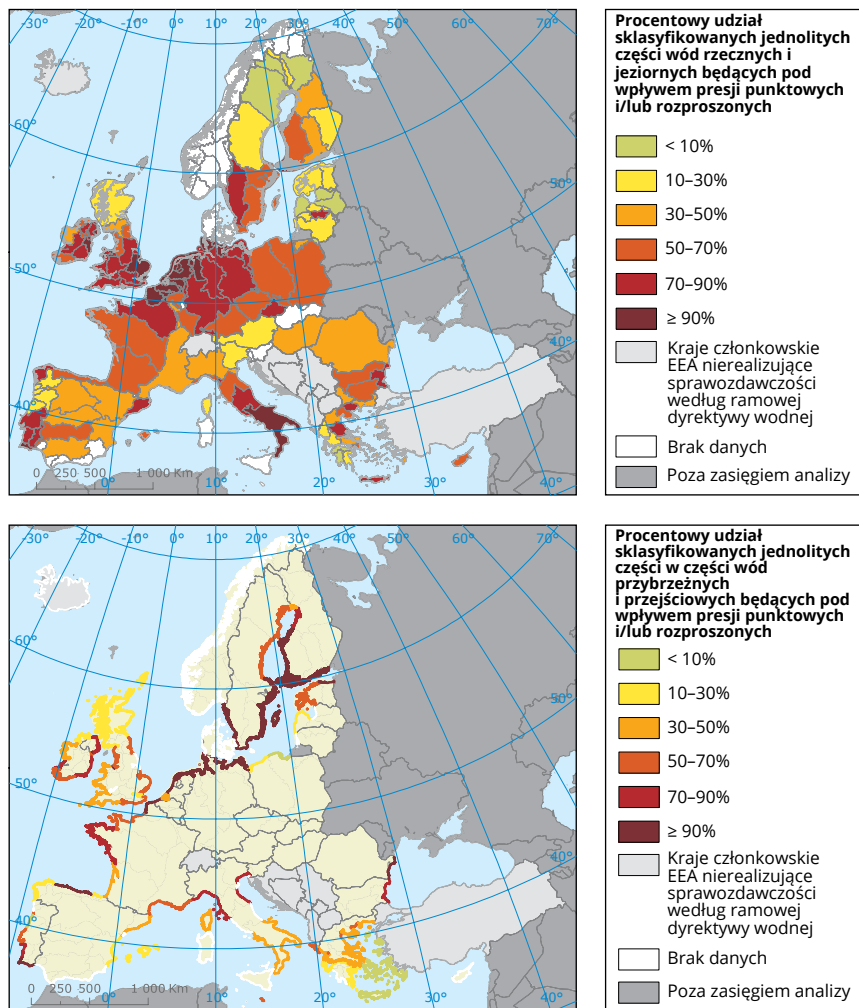 -30° -20° -10° 0° 10° 20° 30° 40° 50° 60° 70°
60°
50°
50°
40°
40°
0° 10° 20° 30°
0 250 500 1 000 Km
Procentowy udział
sklasyfikowanych jednolitych
części wód rzecznych i
jeziornych będących pod
wpływem presji punktowych
i/lub rozproszonych
< 10%
10–30%
30–50%
50–70%
70–90%
≥ 90%
Kraje członkowskie
EEA nierealizujące
sprawozdawczości
według ramowej
dyrektywy wodnej
Brak danych
Poza zasięgiem analizy
-30° -20° -10° 0° 10° 20° 30° 40° 50° 60° 70°
60°
50°
50°
40°
40°
0° 10° 20° 30°
0 250 500 1 000 Km
Procentowy udział
sklasyfikowanych jednolitych
części w części wód
przybrzeżnych
i przejściowych będących pod
wpływem presji punktowych
i/lub rozproszonych
< 10%
10–30%
30–50%
50–70%
70–90%
≥ 90%
Kraje członkowskie
EEA nierealizujące
sprawozdawczości
według ramowej
dyrektywy wodnej
Brak danych
Poza zasięgiem analizy